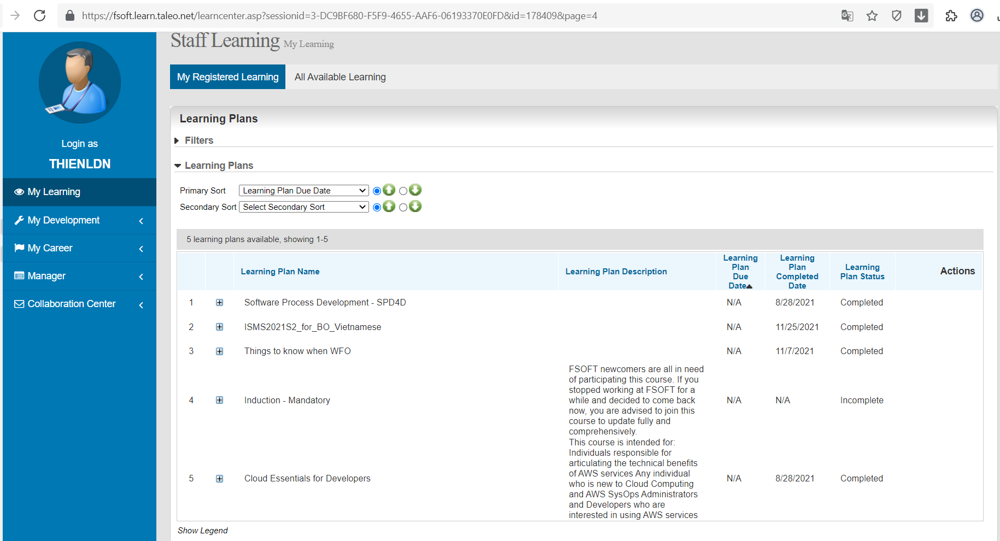 https://fsoft.learn.taleo.net/learncenter.asp?sessionid=3-DC9BF680-F5F9-4655-AAF6-06193370E0FD&id=178409&page=4
Staff Learning My Learning
My Registered Learning
All Available Learning
Login as
THIENLDN
My Learning
My Development
My Career
Manager
Collaboration Center
Learning Plans
Filters
Learning Plans
Primary Sort Learning Plan Due Date
Secondary Sort Select Secondary Sort
5 learning plans available, showing 1-5
Learning Plan Name
Learning Plan Description
Learning
Plan
Due
Date
Learning
Plan
Completed
Date
Learning
Plan Status
Actions
1 Software Process Development - SPD4D N/A 8/28/2021 Completed
2 ISMS2021S2_for_BO_Vietnamese N/A 11/25/2021 Completed
3 Things to know when WFO N/A 11/7/2021 Completed
4 Induction - Mandatory
FSOFT newcomers are all in need
of participating this course. If you
stopped working at FSOFT for a
while and decided to come back
now, you are advised to join this
course to update fully and
comprehensively.
N/A N/A Incomplete
5 Cloud Essentials for Developers
This course is intended for:
Individuals responsible for
articulating the technical benefits
of AWS services Any individual
who is new to Cloud Computing
and AWS SysOps Administrators
and Developers who are
interested in using AWS services
N/A 8/28/2021 Completed
Show Legend